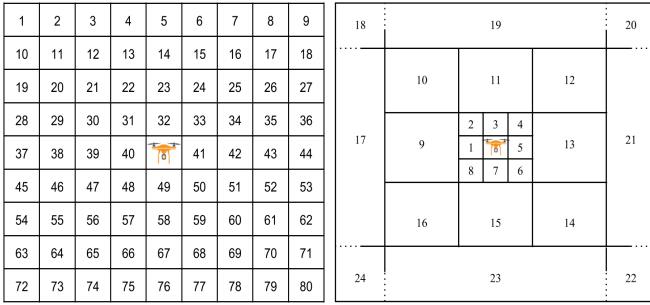 1 2 3 4 5 6 7 8 9
10 11 12 13 14 15 16 17 18
19 20 21 22 23 24 25 26 27
28 29 30 31 32 33 34 35 36
37 38 39 40 41 42 43 44
45 46 47 48 49 50 51 52 53
54 55 56 57 58 59 60 61 62
63 64 65 66 67 68 69 70 71
72 73 74 75 76 77 78 79 80
18 19 20
10 11 12
2 3 4
17 9 1 5 13 21
8 7 6
16 15 14
24 23 22